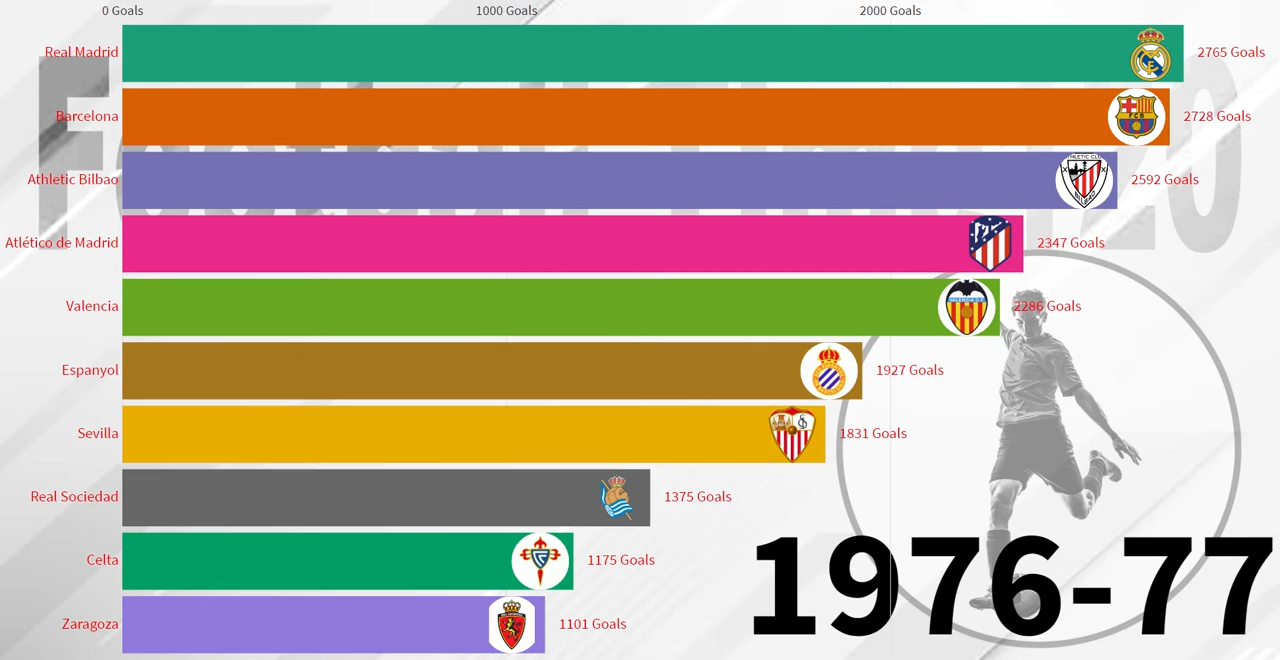 0 Goals 1000 Goals 2000 Goals
Real Madrid 2765 Goals
Barcelona 2728 Goals
Athletic Bilbao 2592 Goals
Atlético de Madrid 2347 Goals
Valencia 2286 Goals
Espanyol 1927 Goals
Sevilla 1831 Goals
Real Sociedad 1375 Goals
Celta 1175 Goals
Zaragoza 1101 Goals
1976-77